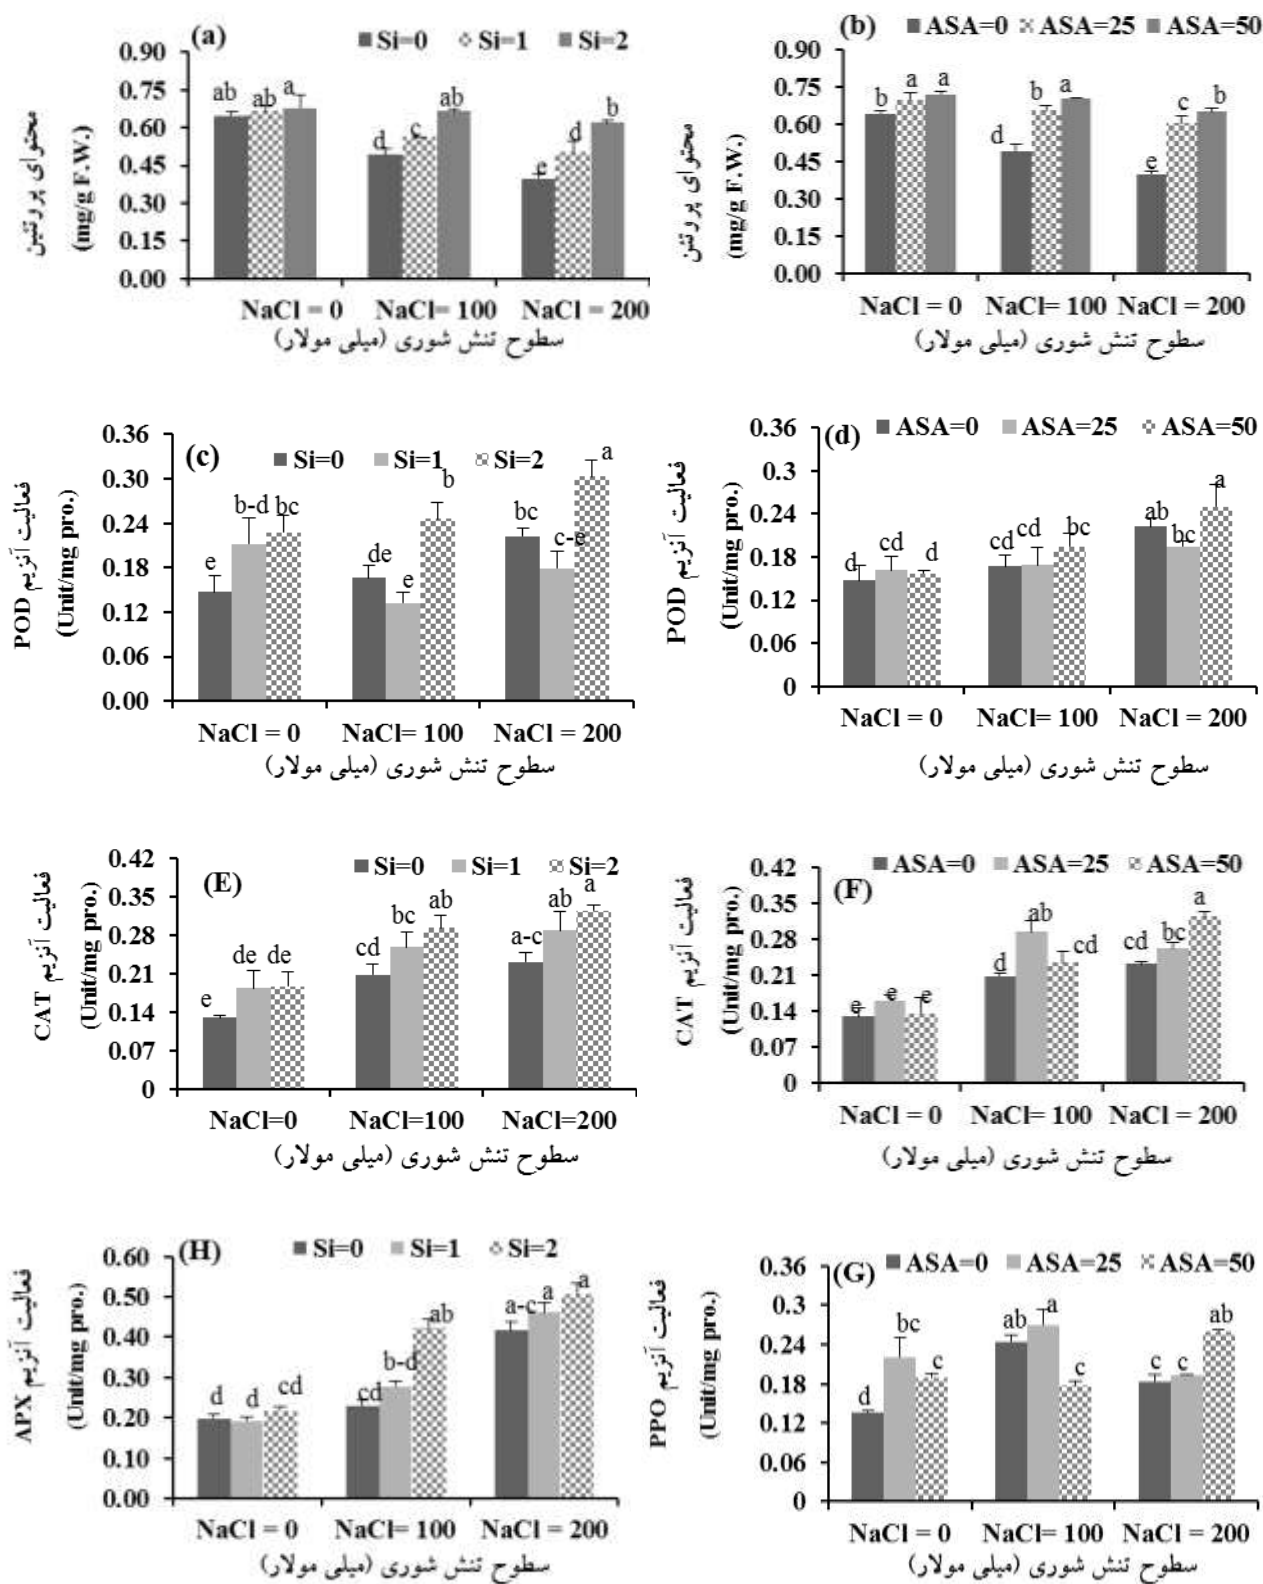 (a) Si=0 Si=1 Si=2
محتوای پروتئین
(mg/g F.W.)
0.90
0.75
0.60
0.45
0.30
0.15
0.00
ab ab a
d c ab
e d b
NaCl = 0 NaCl= 100 NaCl = 200
سطوح تنش شوری (میلی مولار)
(b) ASA=0 ASA=25 ASA=50
محتوای پروتئن
(mg/g F.W.)
0.90
0.75
0.60
0.45
0.30
0.15
0.00
b a a
d b a
e c b
NaCl = 0 NaCl= 100 NaCl = 200
سطوح تنش شوری (میلی مولار)
(c) Si=0 Si=1 Si=2
فعالیت آنزیم POD
(Unit/mg pro.)
0.36
0.30
0.24
0.18
0.12
0.06
0.00
e b-d bc
de e b
bc c-e a
NaCl = 0 NaCl= 100 NaCl = 200
سطوح تنش شوری (میلی مولار)
(d) ASA=0 ASA=25 ASA=50
فعالیت آنزیم POD
(Unit/mg pro.)
0.36
0.3
0.24
0.18
0.12
0.06
0
d cd d
cd cd bc
ab bc a
NaCl = 0 NaCl= 100 NaCl = 200
سطوح تنش شوری (میلی مولار)
(E) Si=0 Si=1 Si=2
فعالیت آنزیم CAT
(Unit/mg pro.)
0.42
0.35
0.28
0.21
0.14
0.07
0
e de de
cd bc ab
a-c ab a
NaCl=0 NaCl=100 NaCl=200
سطوح تنش شوری (میلی مولار)
(F) ASA=0 ASA=25 ASA=50
فعالیت آنزیم CAT
(Unit/mg pro.)
0.42
0.35
0.28
0.21
0.14
0.07
0
e e e
d ab cd
cd bc a
NaCl = 0 NaCl= 100 NaCl = 200
سطوح تنش شوری (میلی مولار)
(H) Si=0 Si=1 Si=2
فعالیت آنزیم APX
(Unit/mg pro.)
0.60
0.50
0.40
0.30
0.20
0.10
0.00
d d cd
cd b-d ab
a-c a a
NaCl = 0 NaCl= 100 NaCl = 200
سطوح تنش شوری (میلی مولار)
(G) ASA=0 ASA=25 ASA=50
فعالیت آنزیم PPO
(Unit/mg pro.)
0.36
0.3
0.24
0.18
0.12
0.06
0
d bc c
ab a c
c c ab
NaCl = 0 NaCl= 100 NaCl = 200
سطوح تنش شوری (میلی مولار)